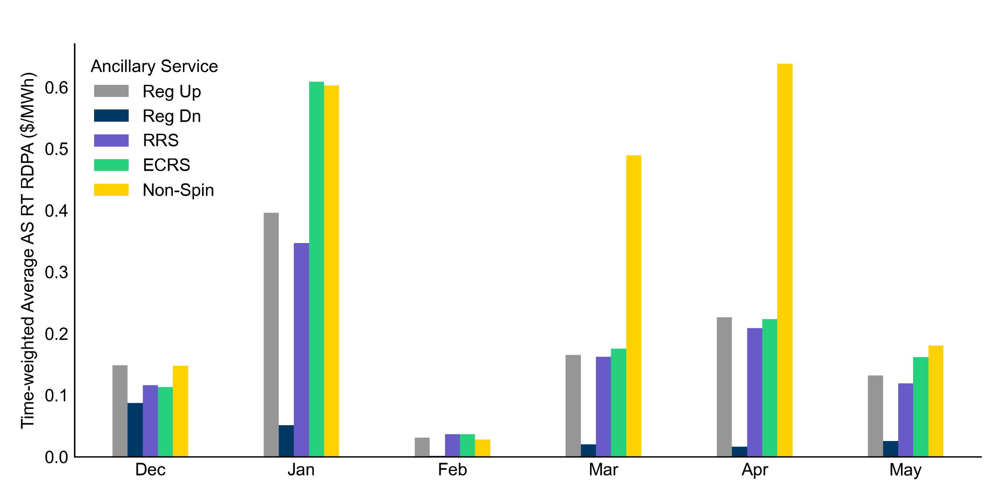 Time-weighted Average AS RT RDPA ($/MWh)
0.6
0.5
0.4
0.3
0.2
0.1
0.0
Ancillary Service
Reg Up
Reg Dn
RRS
ECRS
Non-Spin
Dec Jan Feb Mar Apr May